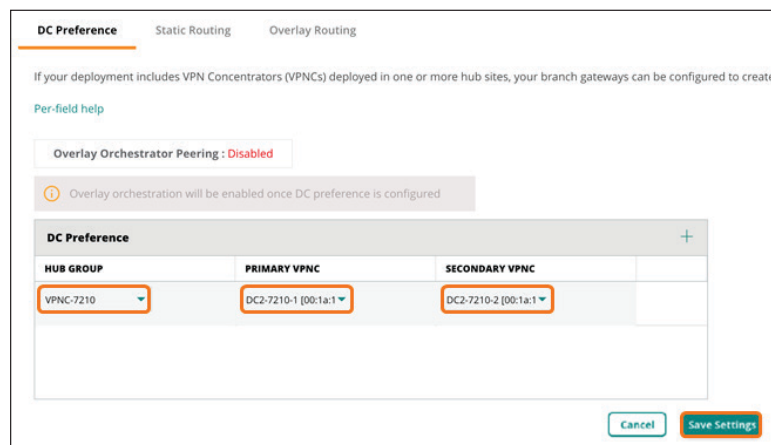 DC Preference Static Routing Overlay Routing
If your deployment includes VPN Concentrators (VPNCs) deployed in one or more hub sites, your branch gateways can be configured to create
Per-field help
Overlay Orchestrator Peering : Disabled
Overlay orchestration will be enabled once DC preference is configured
DC Preference
HUB GROUP PRIMARY VPNC SECONDARY VPNC
VPNC-7210 DC2-7210-1 [00:1a:1 DC2-7210-2 [00:1a:1
Cancel Save Settings